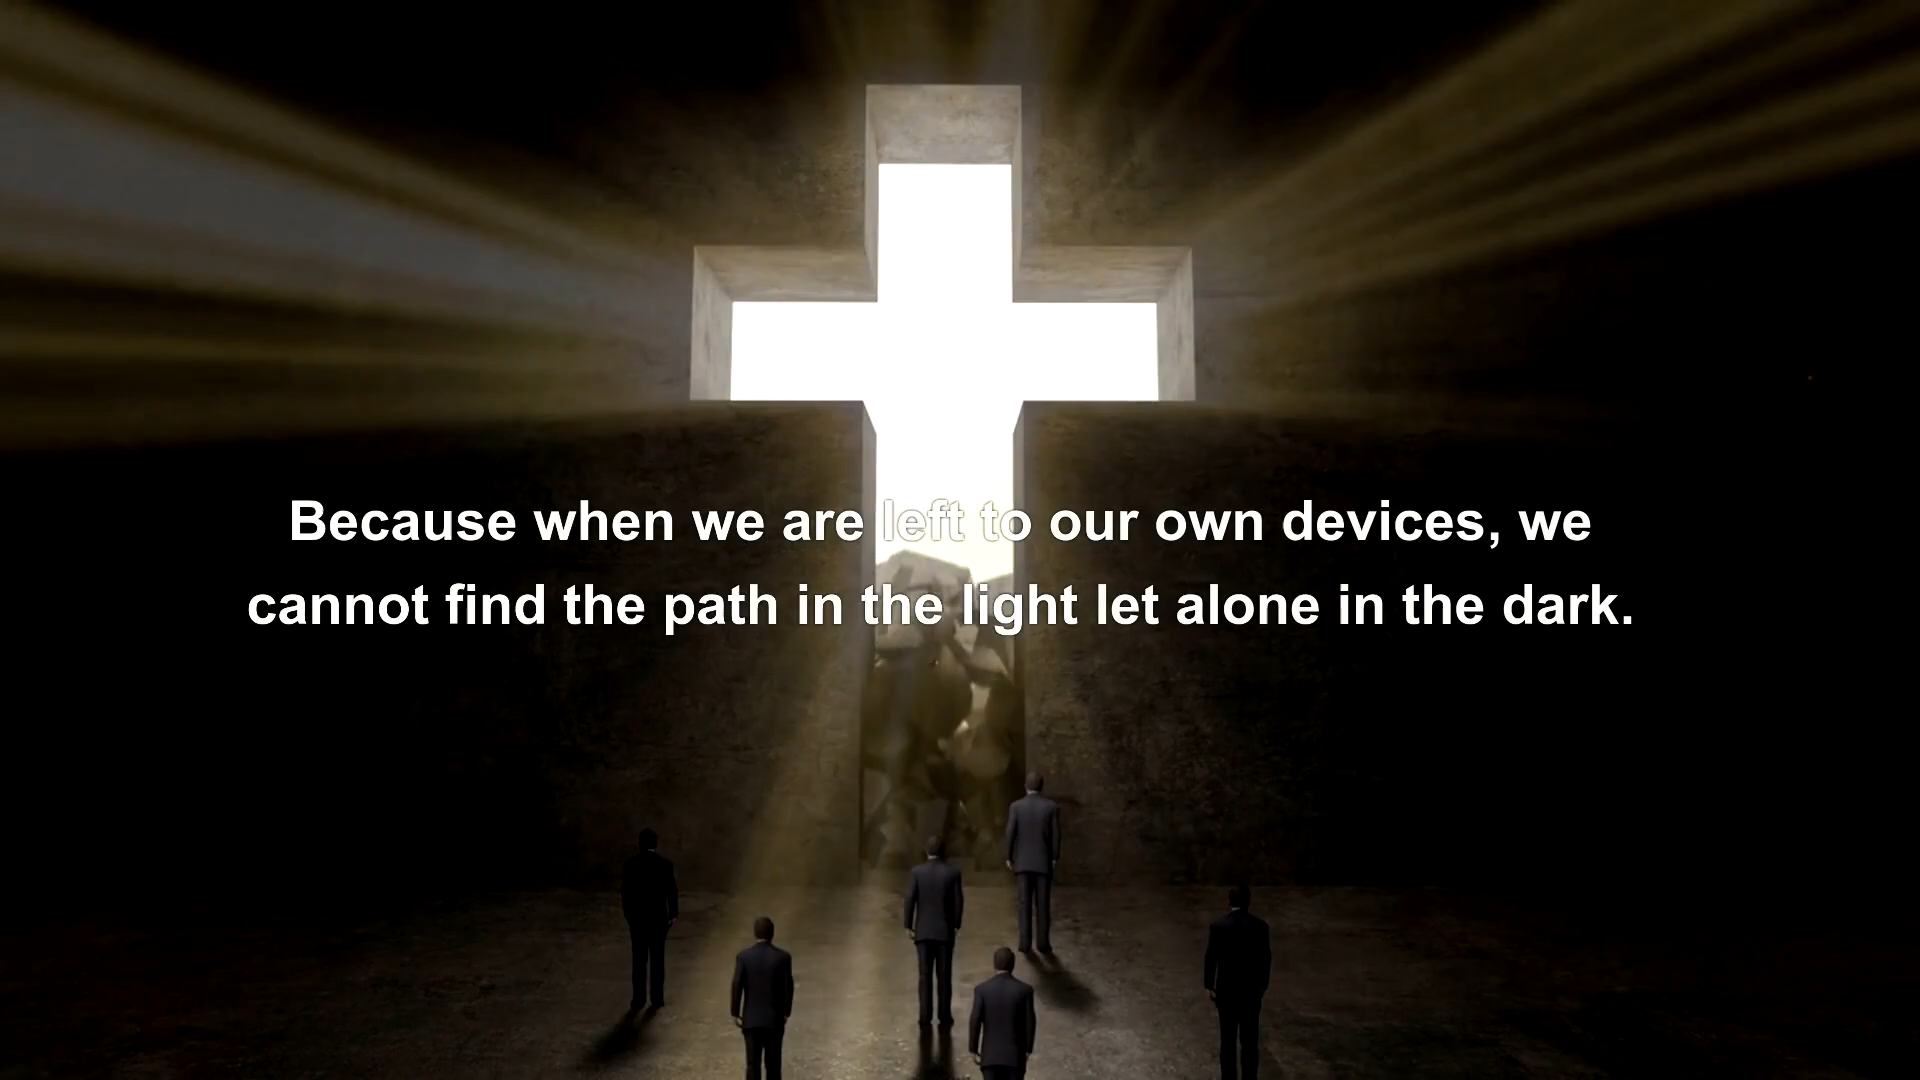 Because when we are left to our own devices, we
cannot find the path in the light let alone in the dark.